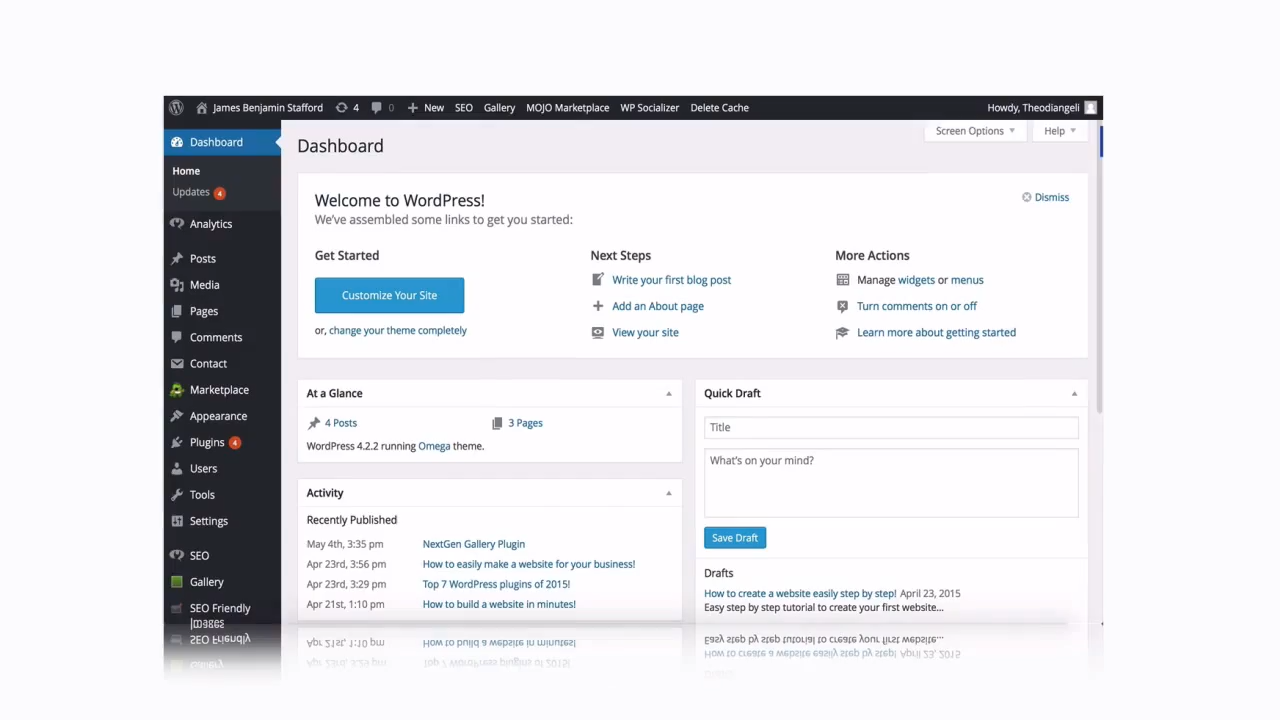 James Benjamin Stafford 4 0 New SEO Gallery MOJO Marketplace WP Socializer Delete Cache Howdy, Theodiangeli
Dashboard
Home
Updates 4
Analytics
Posts
Media
Pages
Comments
Contact
Marketplace
Appearance
Plugins 4
Users
Tools
Settings
SEO
Gallery
SEO Friendly
Images
Screen Options Help
Dashboard
Welcome to WordPress!
Dismiss
We've assembled some links to get you started:
Get Started
Customize Your Site
or, change your theme completely
Next Steps
Write your first blog post
Add an About page
View your site
More Actions
Manage widgets or menus
Turn comments on or off
Learn more about getting started
At a Glance
4 Posts 3 Pages
WordPress 4.2.2 running Omega theme.
Activity
Recently Published
May 4th, 3:35 pm NextGen Gallery Plugin
Apr 23rd, 3:56 pm How to easily make a website for your business!
Apr 23rd, 3:29 pm Top 7 WordPress plugins of 2015!
Apr 21st, 1:10 pm How to build a website in minutes!
Quick Draft
Title
What's on your mind?
Save Draft
Drafts
How to create a website easily step by step! April 23, 2015
Easy step by step tutorial to create your first website...